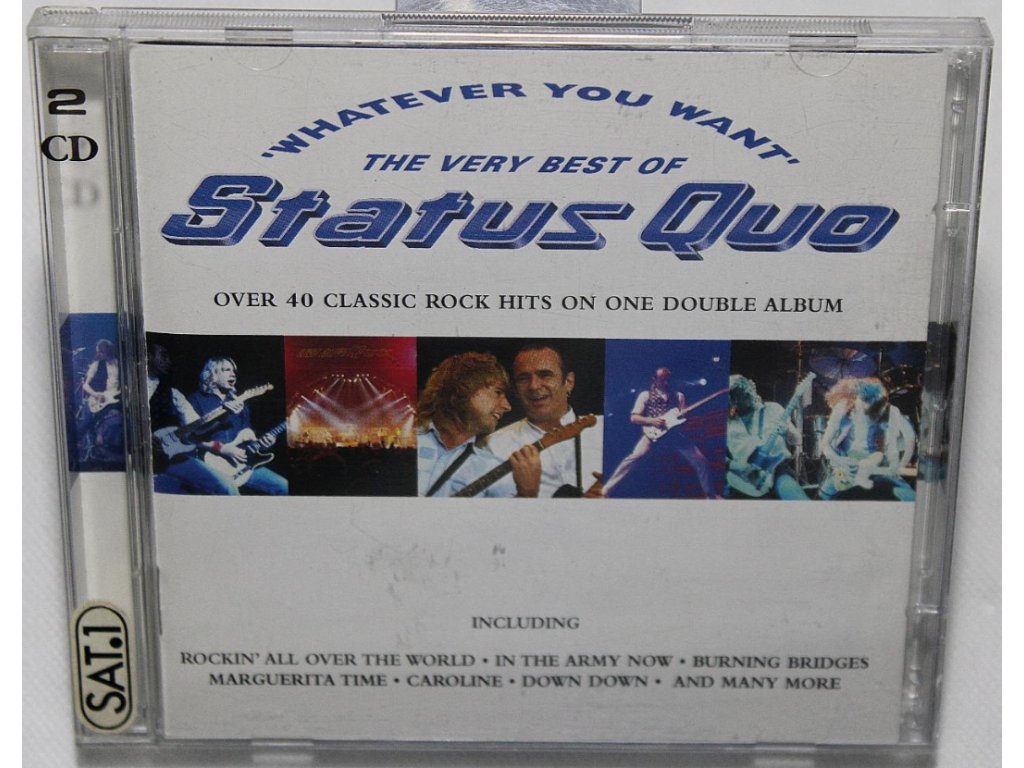 2
CD
'WHATEVER YOU WANT'
THE VERY BEST OF
Status Quo
OVER 40 CLASSIC ROCK HITS ON ONE DOUBLE ALBUM
INCLUDING
ROCKIN' ALL OVER THE WORLD • IN THE ARMY NOW • BURNING BRIDGES
MARGUERITA TIME • CAROLINE • DOWN DOWN • AND MANY MORE
SAT.1